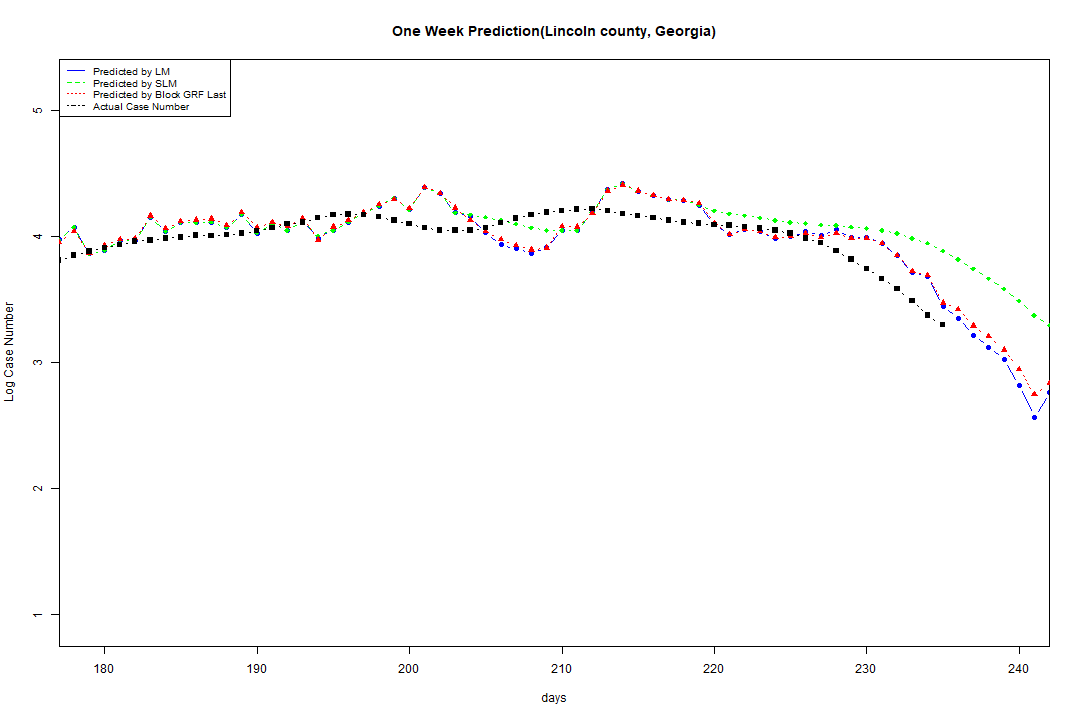 One Week Prediction(Lincoln county, Georgia)
Predicted by LM
Predicted by SLM
Predicted by Block GRF Last
Actual Case Number
5
4
3
2
1
Log Case Number
180 190 200 210 220 230 240
days